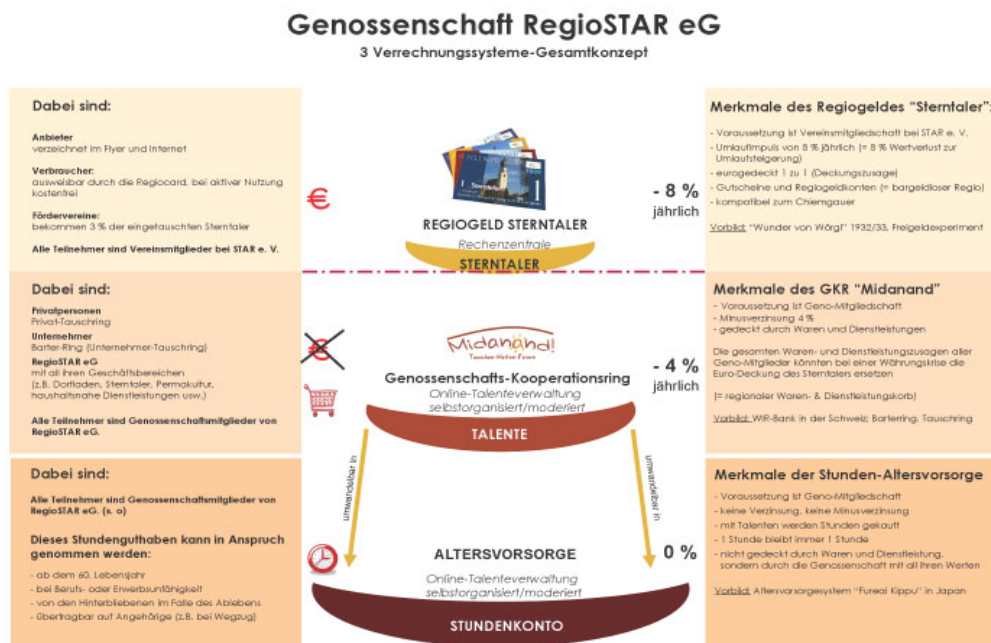 Genossenschaft RegioSTAR eG
3 Verrechnungssysteme-Gesamtkonzept
Dabei sind:
Anbieter
verzeichnet im Flyer und Internet
Verbraucher:
ausweisbar durch die Regiocard, bei aktiver Nutzung
kostenfrei
Fördervereine:
bekommen 3 % der eingetauschten Sterntaler
Alle Teilnehmer sind Vereinsmitglieder bei STAR e. V.
€
REGIOGELD STERNTALER
Rechenzentrale
STERNTALER
- 8 %
jährlich
Merkmale des Regiogeldes "Sterntaler":
- Voraussetzung ist Vereinsmitgliedschaft bei STAR e. V.
- Umlaufimpuls von 8 % jährlich (= 8 % Wertverlust zur
Umlaufsteigerung)
- eurogedeckt 1 zu 1 (Deckungszusage)
- Gutscheine und Regiogeldkonten (= bargeldloser Regio)
- kompatibel zum Chiemgauer
Vorbild: "Wunder von Wörgl" 1932/33, Freigeldexperiment
Dabei sind:
Privatpersonen
Privat-Tauschring
Unternehmer
Barter-Ring (Unternehmer-Tauschring)
RegioSTAR eG
mit all ihren Geschäftsbereichen
(z.B. Dorfladen, Sterntaler, Permakultur,
haushaltsnahe Dienstleistungen usw.)
Alle Teilnehmer sind Genossenschaftsmitglieder von
RegioSTAR eG.
€
Midanänd!
Genossenschafts-Kooperationsring
Online-Talenteverwaltung
selbstorganisiert/moderiert
TALENTE
- 4 %
jährlich
Merkmale des GKR "Midanand"
- Voraussetzung ist Geno-Mitgliedschaft
- Minusverzinsung 4 %
- gedeckt durch Waren und Dienstleistungen
Die gesamten Waren- und Dienstleistungszusagen aller
Geno-Mitglieder könnten bei einer Währungskrise die
Euro-Deckung des Sterntalers ersetzen
(= regionaler Waren- & Dienstleistungskorb)
Vorbild: WIR-Bank in der Schweiz; Barterring, Tauschring
umwandelbar in
umwandelbar in
Dabei sind:
Alle Teilnehmer sind Genossenschaftsmitglieder von
RegioSTAR eG. (s. o)
Dieses Stundenguthaben kann in Anspruch
genommen werden:
- ab dem 60. Lebensjahr
- bei Berufs- oder Erwerbsunfähigkeit
- von den Hinterbliebenen im Falle des Ablebens
- übertragbar auf Angehörige (z.B. bei Wegzug)
ALTERSVORSORGE
Online-Talenteverwaltung
selbstorganisiert/moderiert
STUNDENKONTO
0 %
Merkmale der Stunden-Altersvorsorge
- Voraussetzung ist Geno-Mitgliedschaft
- keine Verzinsung, keine Minusverzinsung
- mit Talenten werden Stunden gekauft
- 1 Stunde bleibt immer 1 Stunde
- nicht gedeckt durch Waren und Dienstleistung,
sondern durch die Genossenschaft mit all ihren Werten
Vorbild: Altersvorsorgesystem "Fureai Kippu" in Japan